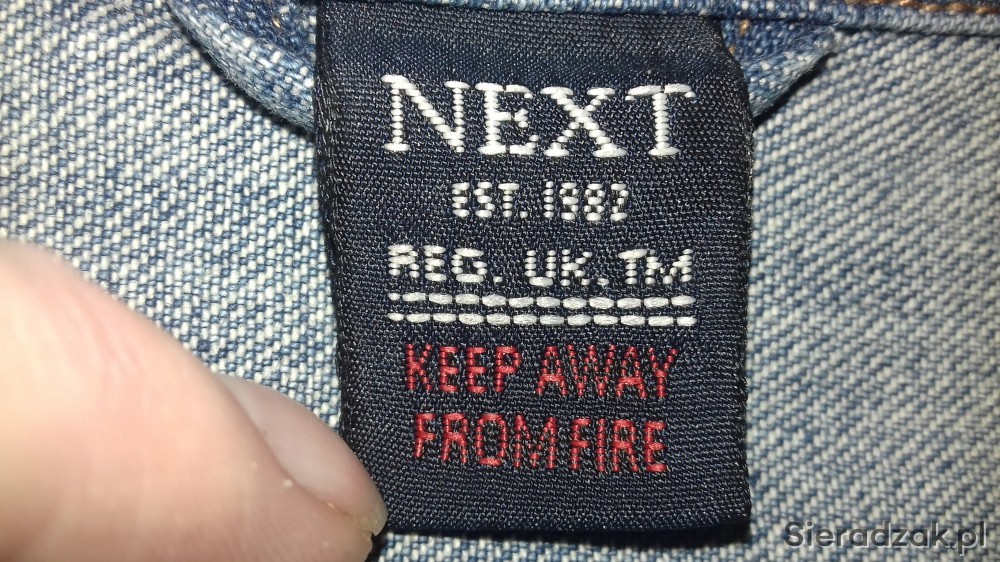 NEXT
EST. 1982
REG. UK. TM
KEEP AWAY
FROM FIRE
Sieradzak.pl